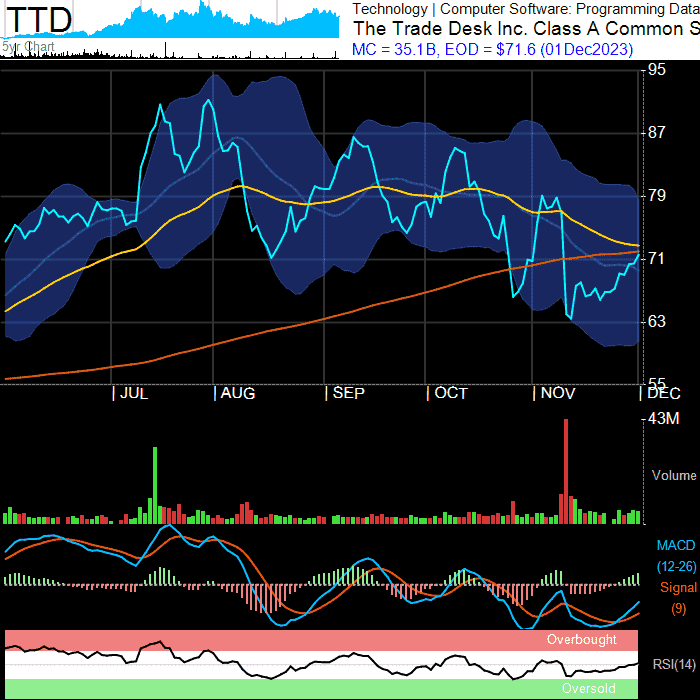 TTD
5yr Chart
Technology | Computer Software: Programming Data
The Trade Desk Inc. Class A Common S
MC = 35.1B, EOD = $71.6 (01Dec2023)
95
87
79
71
63
55
JUL
AUG
SEP
OCT
NOV
DEC
43M
Volume
MACD
(12-26)
Signal
(9)
Overbought
RSI(14)
Oversold